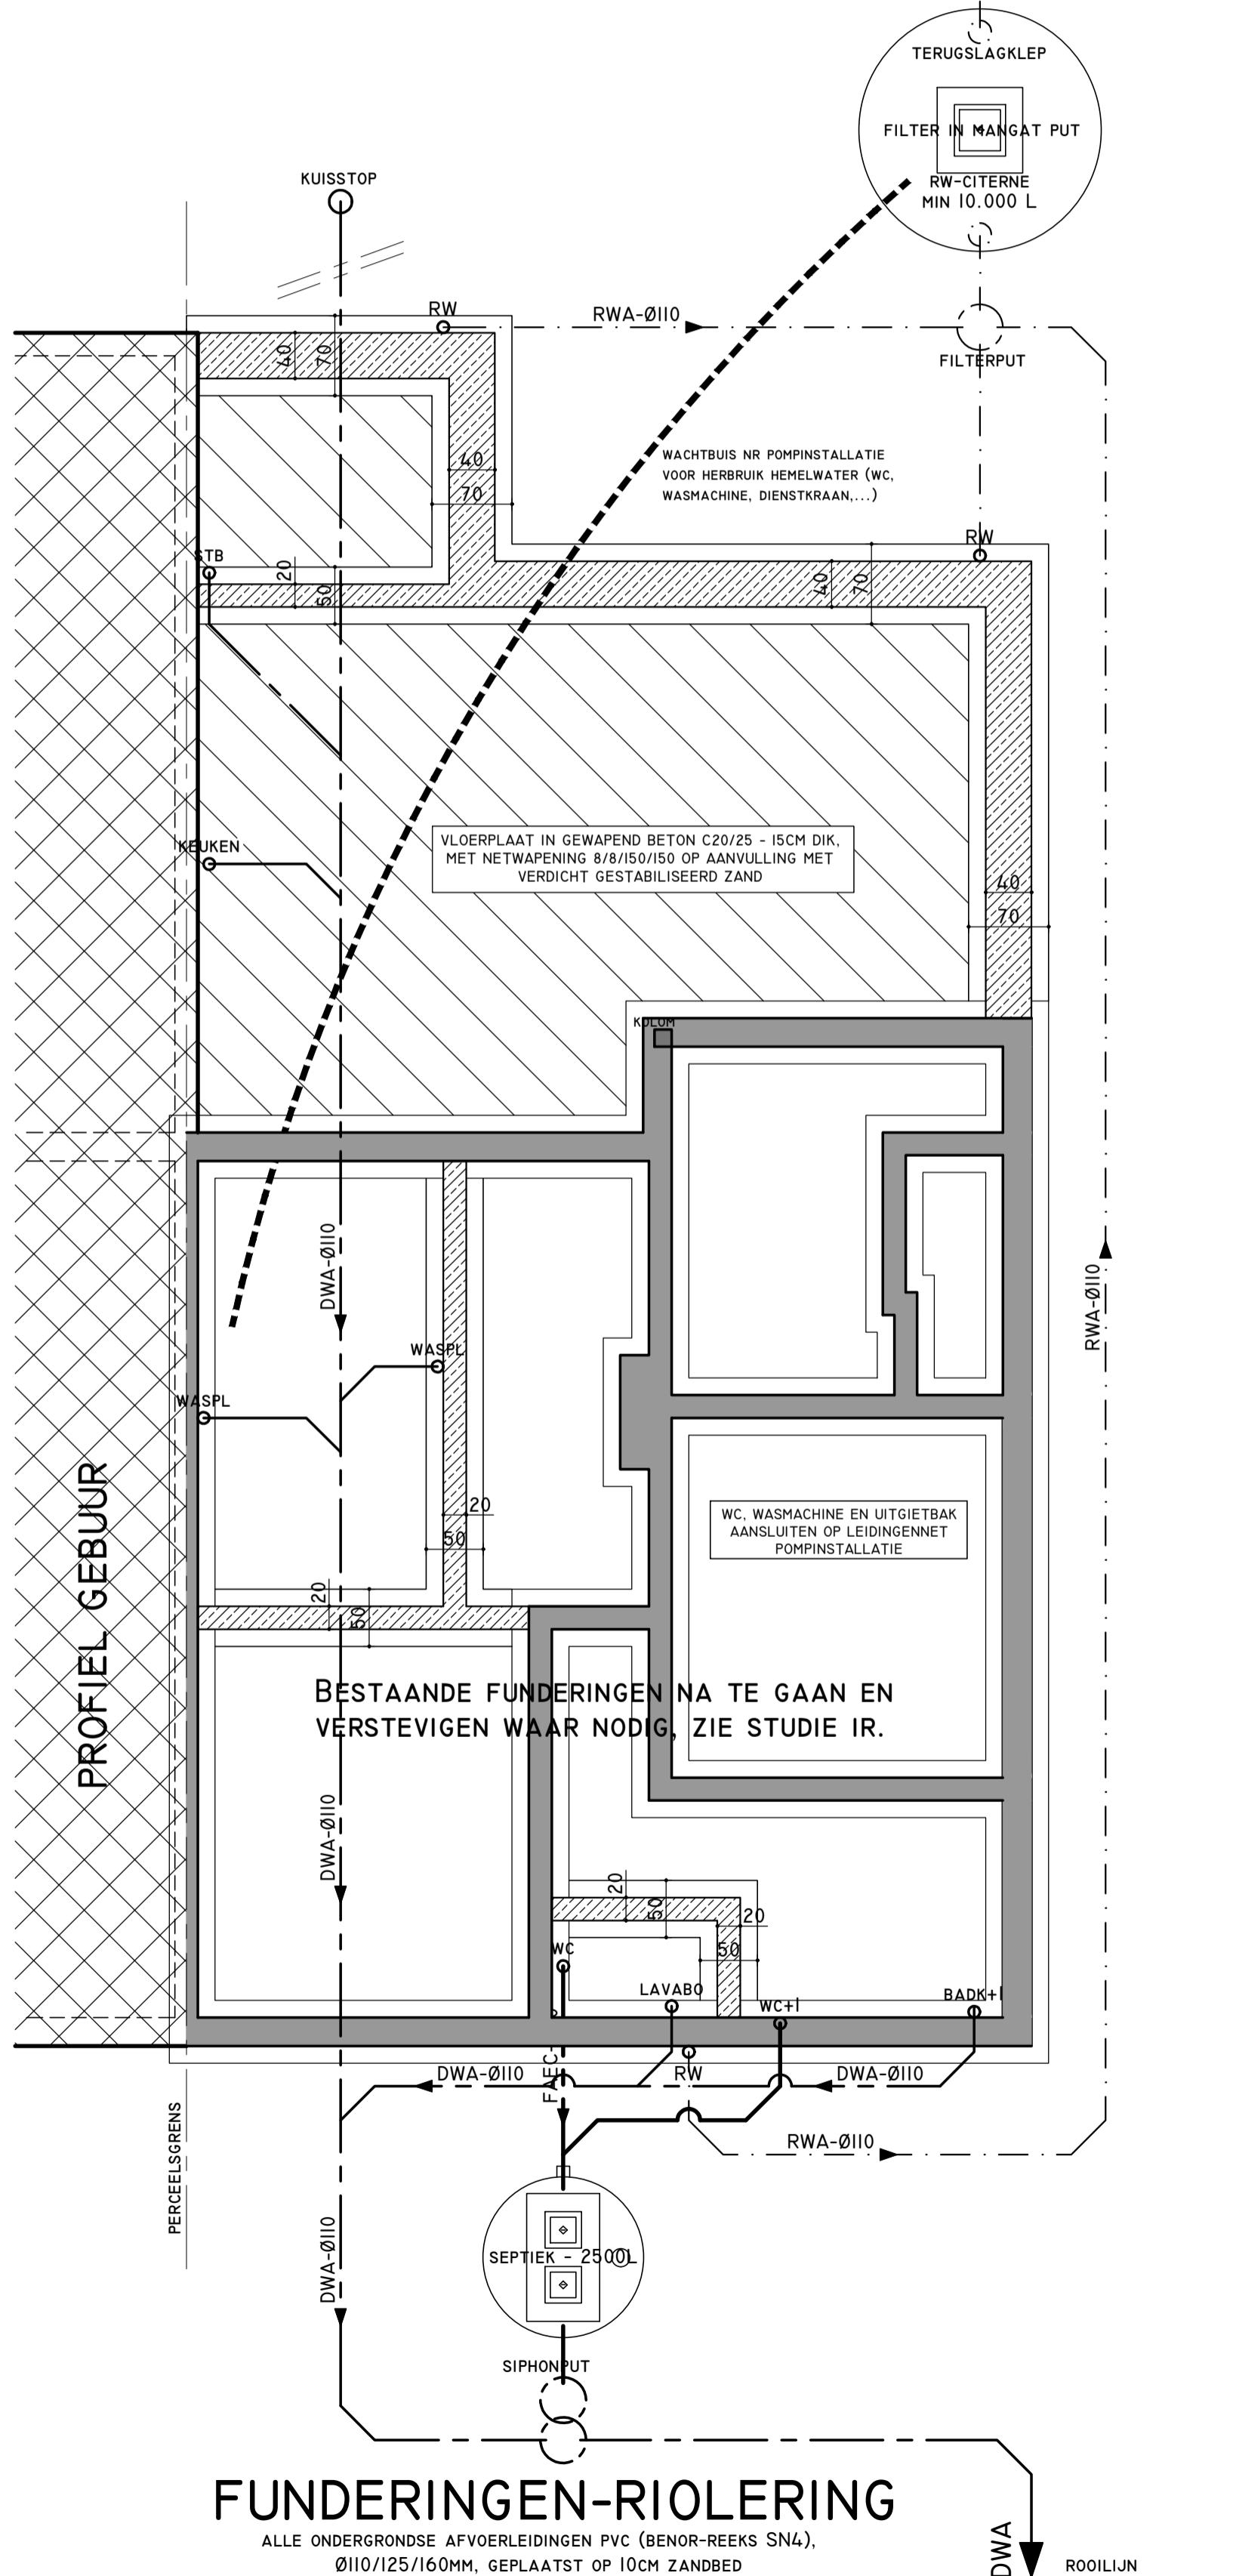 TERUGSLAGKLEP
FILTER IN MANGAT PUT
RW-CITERNE
MIN 10.000 L
KUISSTOP
RW
RWA-Ø110
FILTERPUT
40
70
WACHTBUIS NR POMPINSTALLATIE
VOOR HERBRUIK HEMELWATER (WC,
WASMACHINE, DIENSTKRAAN,...)
40
70
RW
STB
20
50
40
70
KEUKEN
VLOERPLAAT IN GEWAPEND BETON C20/25 - 15CM DIK,
MET NETWAPENING 8/8/150/150 OP AANVULLING MET
VERDICHT GESTABILISEERD ZAND
40
70
KOLOM
DWA-Ø110
RWA-Ø110
WASPL
WASPL
PROFIEL GEBUUR
20
50
WC, WASMACHINE EN UITGIETBAK
AANSLUITEN OP LEIDINGENNET
POMPINSTALLATIE
20
50
BESTAANDE FUNDERINGEN NA TE GAAN EN
VERSTEVIGEN WAAR NODIG, ZIE STUDIE IR.
DWA-Ø110
20
50
20
50
WC
LAVABO
WC+l
BADK+l
DWA-Ø110
FAEC-
RW
DWA-Ø110
RWA-Ø110
PERCEELSGRENS
DWA-Ø110
SEPTIEK - 2500L
SIPHONPUT
FUNDERINGEN-RIOLERING
ALLE ONDERGRONDSE AFVOERLEIDINGEN PVC (BENOR-REEKS SN4),
Ø110/125/160MM, GEPLAATST OP 10CM ZANDBED
DWA
ROOILIJN